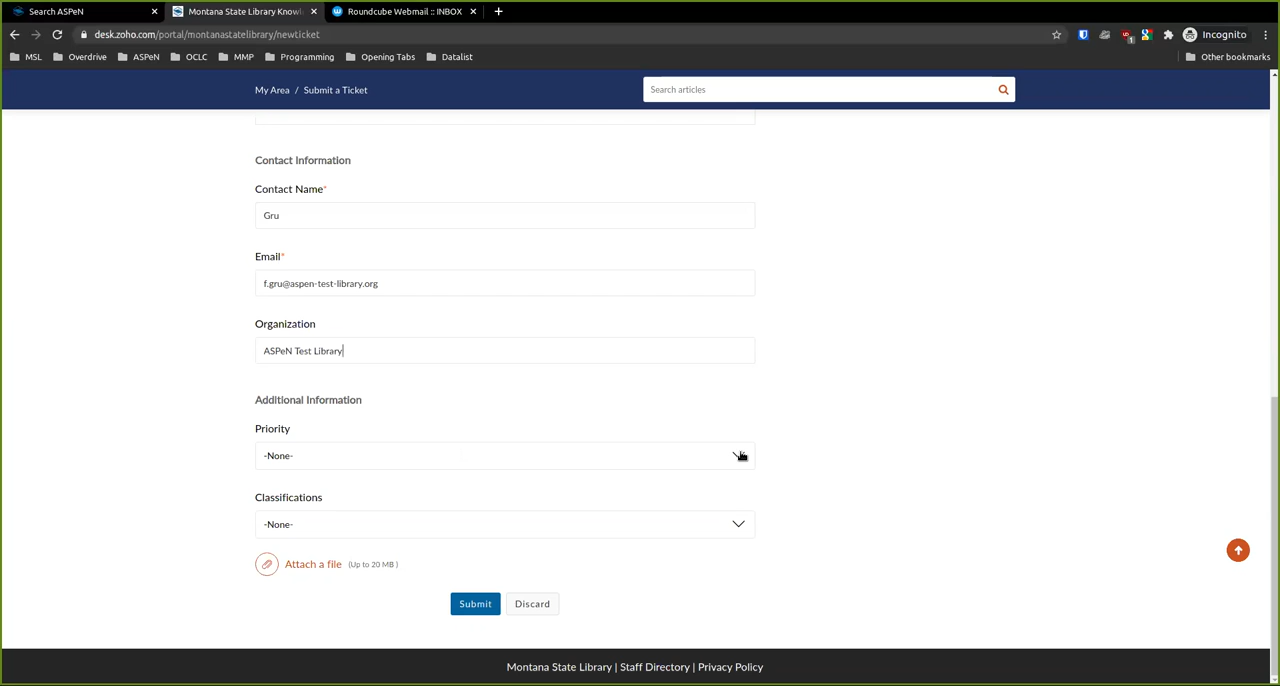 Search ASPeN
Montana State Library Knowl
Roundcube Webmail :: INBOX
desk.zoho.com/portal/montanastatelibrary/newticket
Incognito
MSL
Overdrive
ASPeN
OCLC
MMP
Programming
Opening Tabs
Datalist
Other bookmarks
My Area / Submit a Ticket
Search articles
Contact Information
Contact Name*
Gru
Email*
f.gru@aspen-test-library.org
Organization
ASPeN Test Library
Additional Information
Priority
-None-
Classifications
-None-
Attach a file (Up to 20 MB )
Submit
Discard
Montana State Library | Staff Directory | Privacy Policy